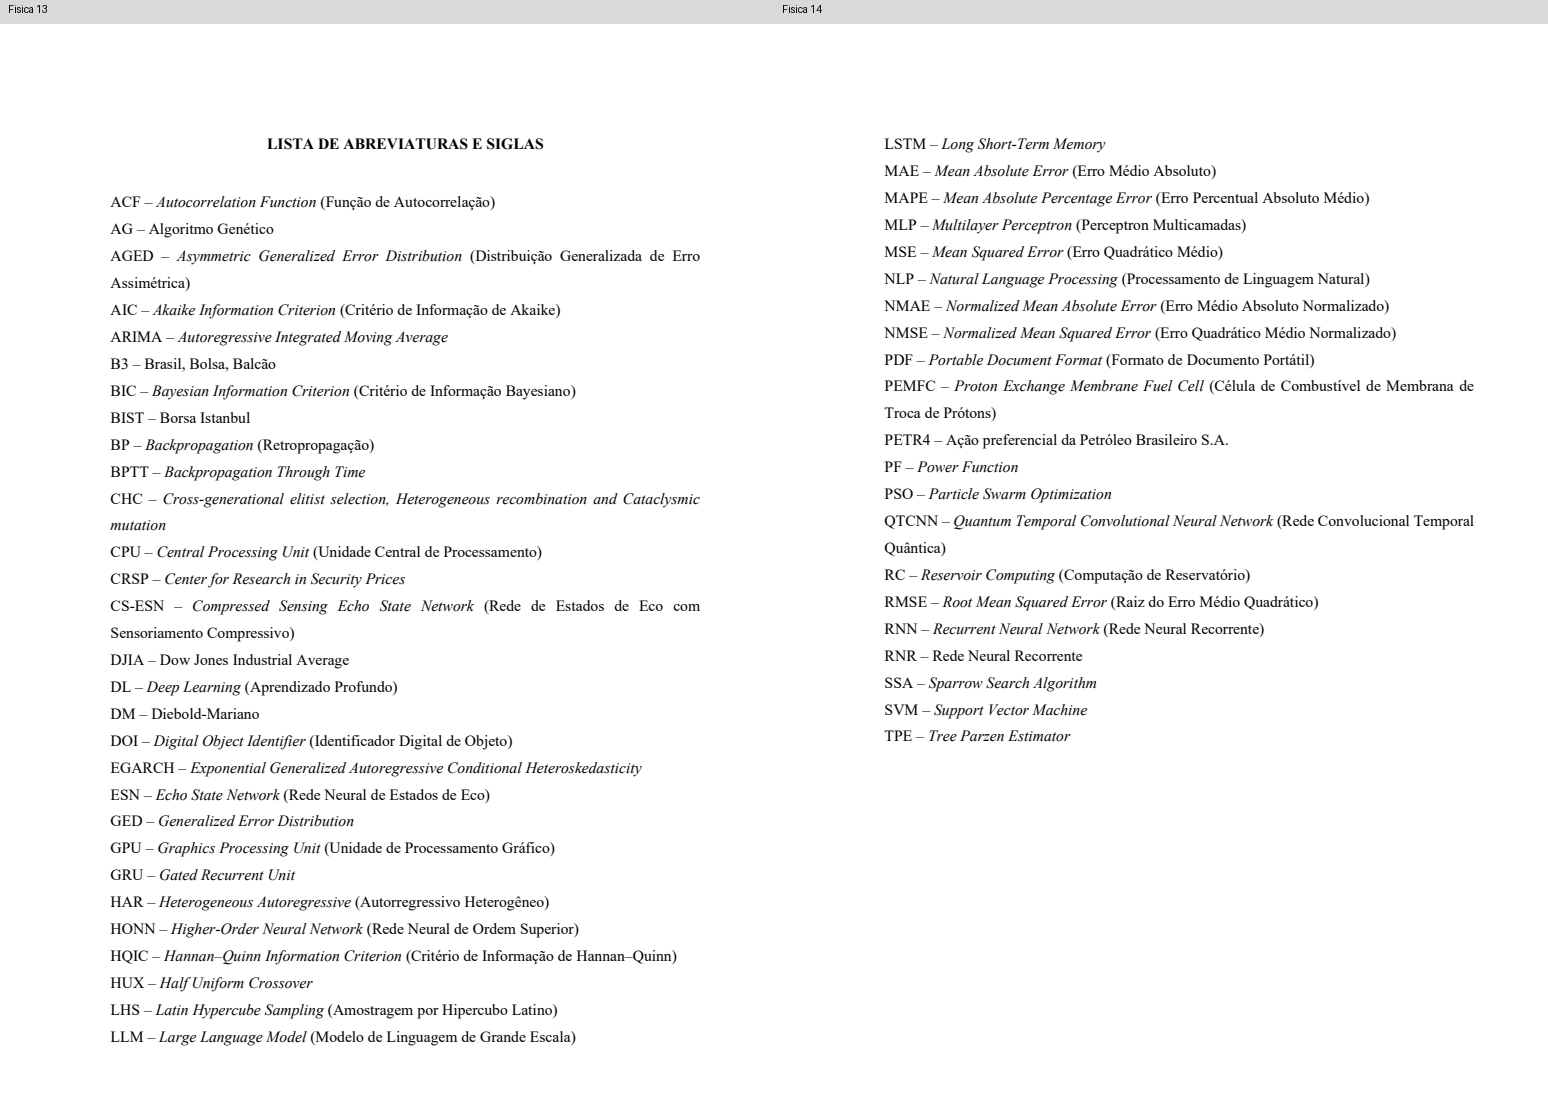 Fisica 13
LISTA DE ABREVIATURAS E SIGLAS
ACF – Autocorrelation Function (Função de Autocorrelação)
AG – Algoritmo Genético
AGED – Asymmetric Generalized Error Distribution (Distribuição Generalizada de Erro
Assimétrica)
AIC – Akaike Information Criterion (Critério de Informação de Akaike)
ARIMA – Autoregressive Integrated Moving Average
B3 – Brasil, Bolsa, Balcão
BIC – Bayesian Information Criterion (Critério de Informação Bayesiano)
BIST – Borsa Istanbul
BP – Backpropagation (Retropropagação)
BPTT – Backpropagation Through Time
CHC – Cross-generational elitist selection, Heterogeneous recombination and Cataclysmic
mutation
CPU – Central Processing Unit (Unidade Central de Processamento)
CRSP – Center for Research in Security Prices
CS-ESN – Compressed Sensing Echo State Network (Rede de Estados de Eco com
Sensoriamento Compressivo)
DJIA – Dow Jones Industrial Average
DL – Deep Learning (Aprendizado Profundo)
DM – Diebold-Mariano
DOI – Digital Object Identifier (Identificador Digital de Objeto)
EGARCH – Exponential Generalized Autoregressive Conditional Heteroskedasticity
ESN – Echo State Network (Rede Neural de Estados de Eco)
GED – Generalized Error Distribution
GPU – Graphics Processing Unit (Unidade de Processamento Gráfico)
GRU – Gated Recurrent Unit
HAR – Heterogeneous Autoregressive (Autorregressivo Heterogêneo)
HONN – Higher-Order Neural Network (Rede Neural de Ordem Superior)
HQIC – Hannan–Quinn Information Criterion (Critério de Informação de Hannan–Quinn)
HUX – Half Uniform Crossover
LHS – Latin Hypercube Sampling (Amostragem por Hipercubo Latino)
LLM – Large Language Model (Modelo de Linguagem de Grande Escala)
Fisica 14
LSTM – Long Short-Term Memory
MAE – Mean Absolute Error (Erro Médio Absoluto)
MAPE – Mean Absolute Percentage Error (Erro Percentual Absoluto Médio)
MLP – Multilayer Perceptron (Perceptron Multicamadas)
MSE – Mean Squared Error (Erro Quadrático Médio)
NLP – Natural Language Processing (Processamento de Linguagem Natural)
NMAE – Normalized Mean Absolute Error (Erro Médio Absoluto Normalizado)
NMSE – Normalized Mean Squared Error (Erro Quadrático Médio Normalizado)
PDF – Portable Document Format (Formato de Documento Portátil)
PEMFC – Proton Exchange Membrane Fuel Cell (Célula de Combustível de Membrana de
Troca de Prótons)
PETR4 – Ação preferencial da Petróleo Brasileiro S.A.
PF – Power Function
PSO – Particle Swarm Optimization
QTCNN – Quantum Temporal Convolutional Neural Network (Rede Convolucional Temporal
Quântica)
RC – Reservoir Computing (Computação de Reservatório)
RMSE – Root Mean Squared Error (Raiz do Erro Médio Quadrático)
RNN – Recurrent Neural Network (Rede Neural Recorrente)
RNR – Rede Neural Recorrente
SSA – Sparrow Search Algorithm
SVM – Support Vector Machine
TPE – Tree Parzen Estimator